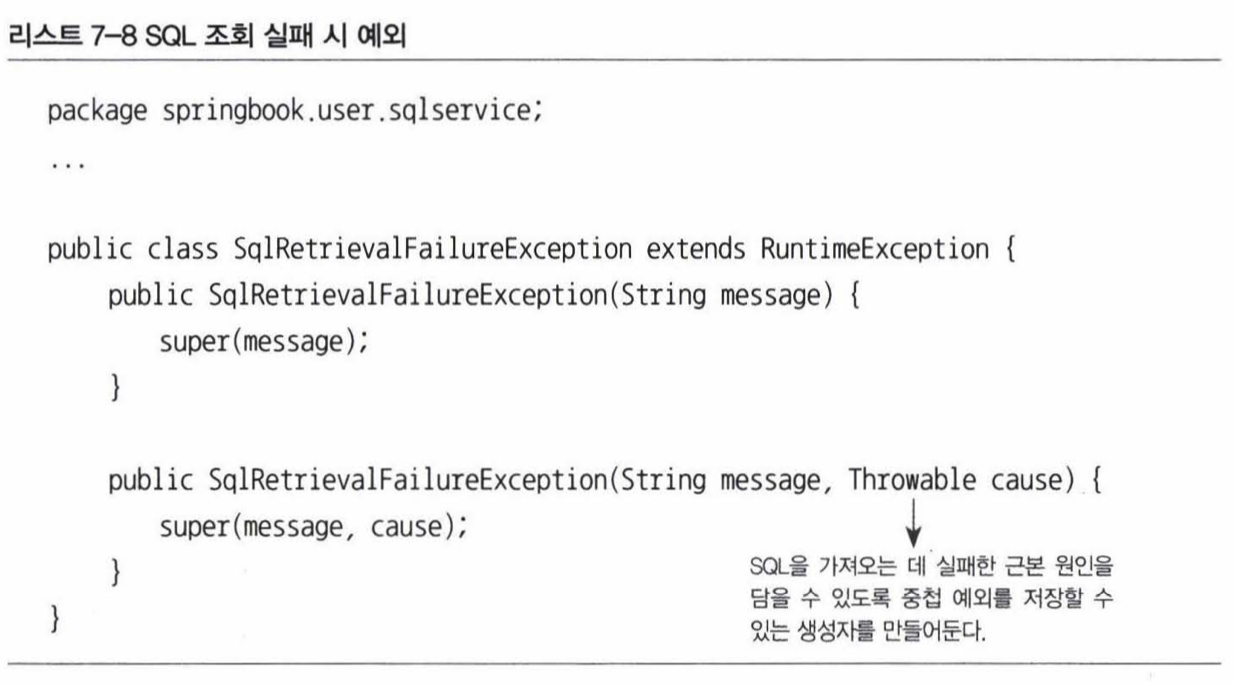 리스트 7-8 SQL 조회 실패 시 예외
package springbook.user.sqlservice;
...
public class SqlRetrievalFailureException extends RuntimeException {
public SqlRetrievalFailureException(String message) {
super(message);
}
public SqlRetrievalFailureException(String message, Throwable cause) {
super(message, cause);
}
SQL을 가져오는 데 실패한 근본 원인을
담을 수 있도록 중첩 예외를 저장할 수
있는 생성자를 만들어둔다.
}